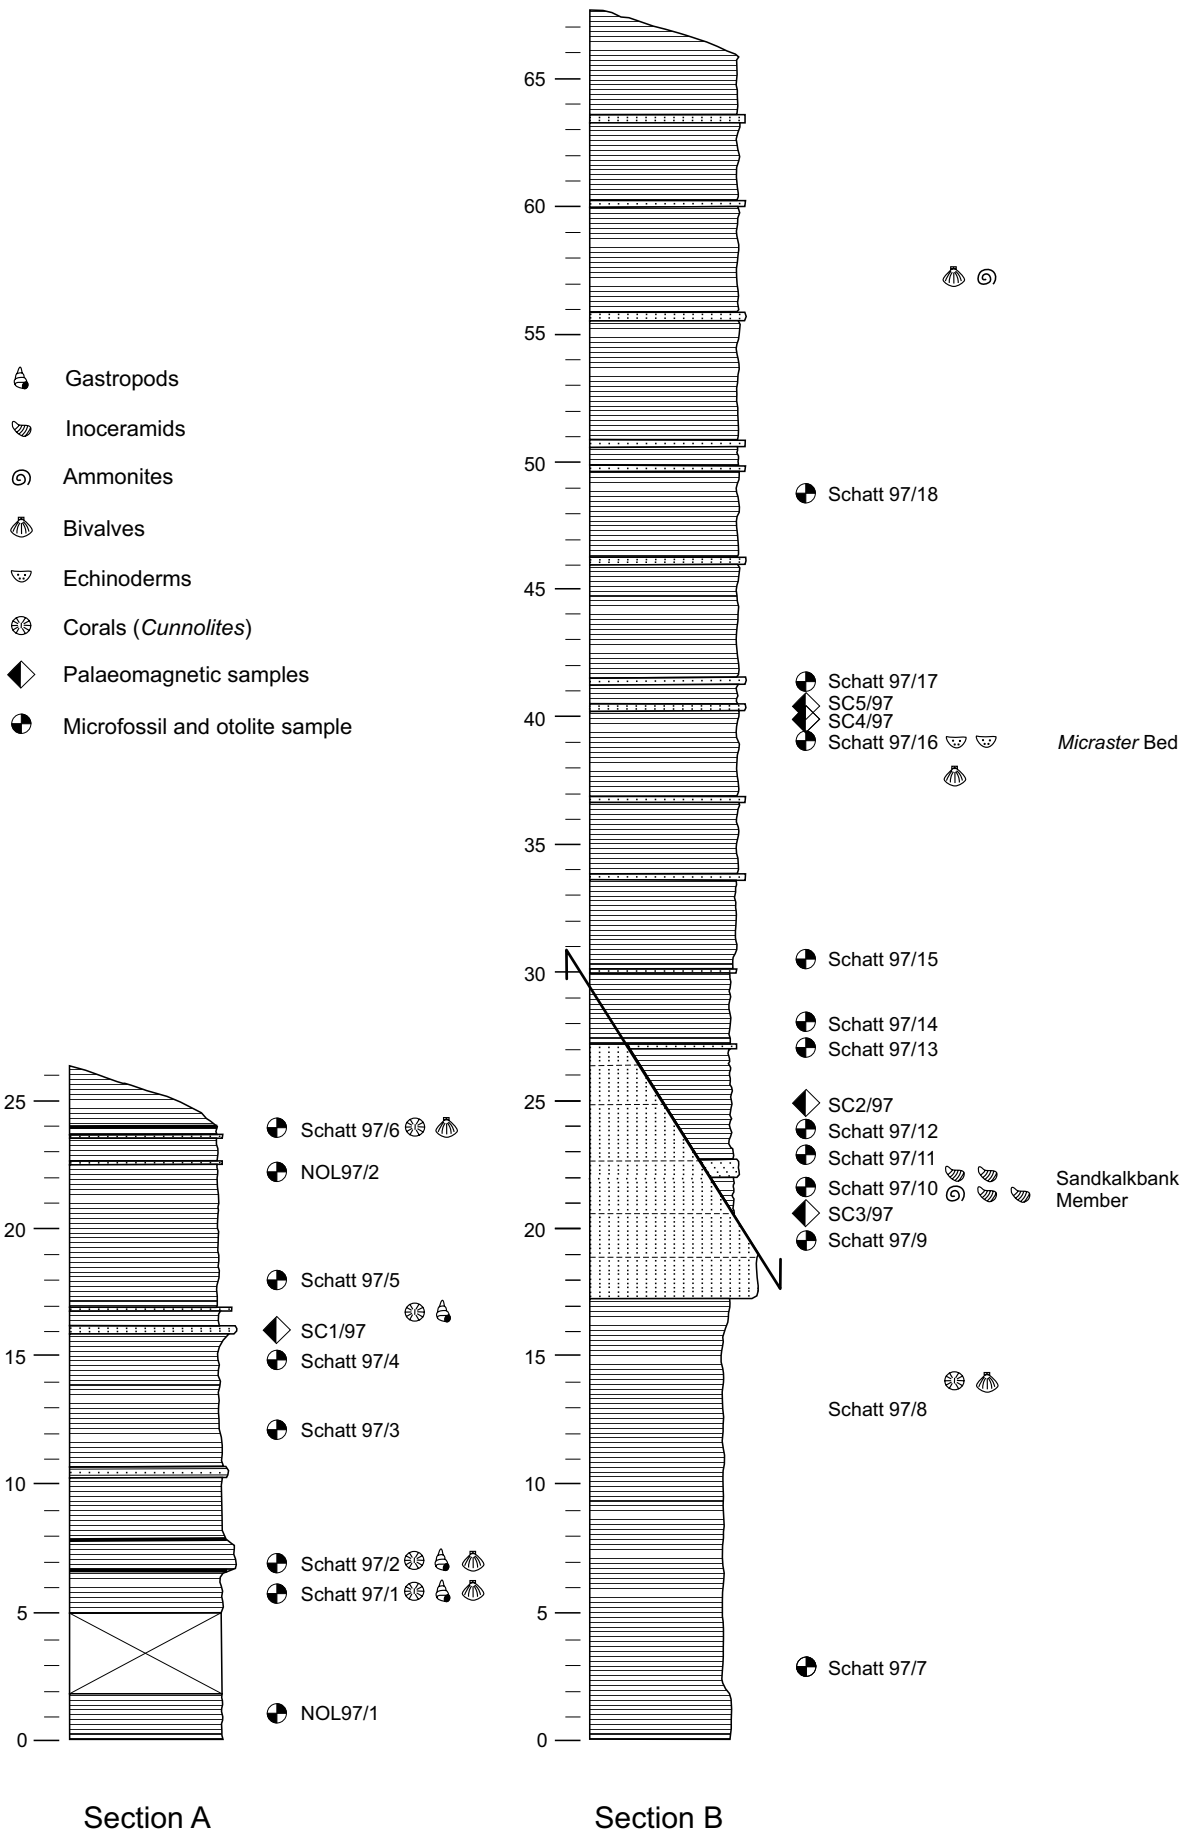 Gastropods
Inoceramids
Ammonites
Bivalves
Echinoderms
Corals (Cunnolites)
Palaeomagnetic samples
Microfossil and otolite sample
25
20
15
10
5
0
Schatt 97/6
NOL97/2
Schatt 97/5
SC1/97
Schatt 97/4
Schatt 97/3
Schatt 97/2
Schatt 97/1
NOL97/1
Section A
65
60
55
50
45
40
35
30
25
20
15
10
5
0
Schatt 97/18
Schatt 97/17
SC5/97
SC4/97
Schatt 97/16
Micraster Bed
Schatt 97/15
Schatt 97/14
Schatt 97/13
SC2/97
Schatt 97/12
Schatt 97/11
Schatt 97/10
Sandkalkbank
Member
SC3/97
Schatt 97/9
Schatt 97/8
Schatt 97/7
Section B